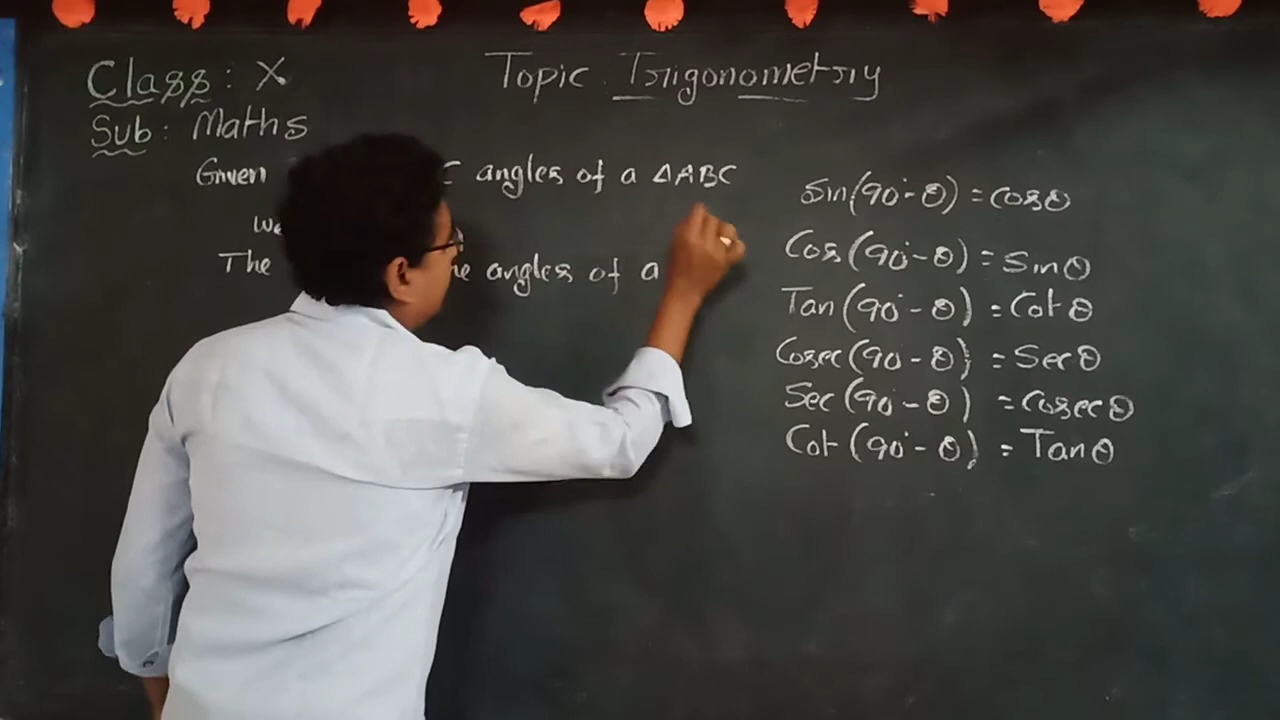 Class : X
Topic : Trigonometry
Sub : Maths
Given C angles of a ΔABC
we
The angles of a
Sin(90°-θ) = Cosθ
Cos(90°-θ) = Sinθ
Tan(90°-θ) = Cotθ
Cosec(90°-θ) = Secθ
Sec(90°-θ) = Cosecθ
Cot(90°-θ) = Tanθ